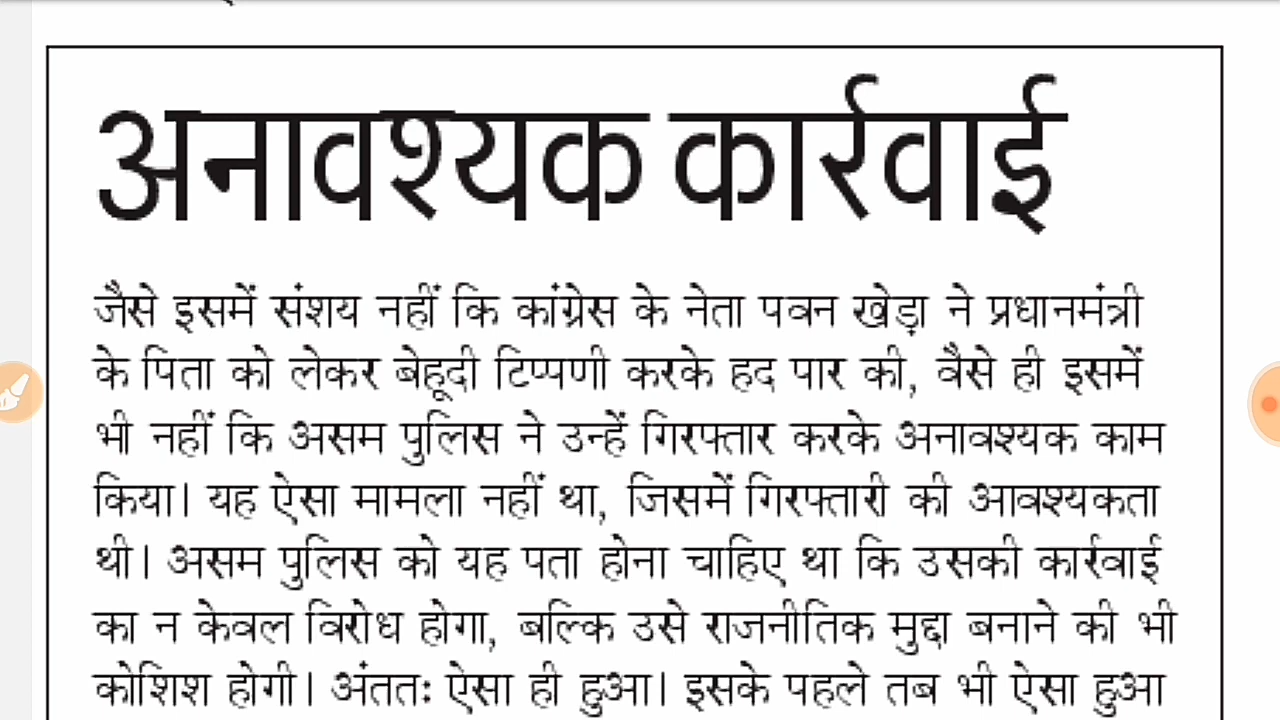 अनावश्यक कार्रवाई
जैसे इसमें संशय नहीं कि कांग्रेस के नेता पवन खेड़ा ने प्रधानमंत्री
के पिता को लेकर बेहूदी टिप्पणी करके हद पार की, वैसे ही इसमें
भी नहीं कि असम पुलिस ने उन्हें गिरफ्तार करके अनावश्यक काम
किया। यह ऐसा मामला नहीं था, जिसमें गिरफ्तारी की आवश्यकता
थी। असम पुलिस को यह पता होना चाहिए था कि उसकी कार्रवाई
का न केवल विरोध होगा, बल्कि उसे राजनीतिक मुद्दा बनाने की भी
कोशिश होगी। अंततः ऐसा ही हुआ। इसके पहले तब भी ऐसा हुआ